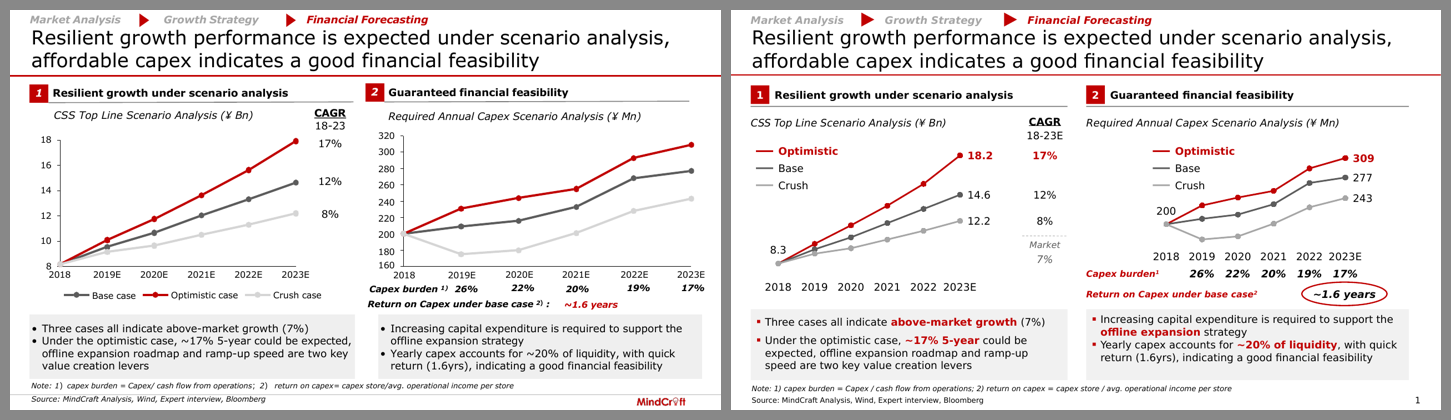 Market Analysis Growth Strategy Financial Forecasting
Resilient growth performance is expected under scenario analysis,
affordable capex indicates a good financial feasibility
1 Resilient growth under scenario analysis
CSS Top Line Scenario Analysis (¥ Bn)
CAGR
18-23
18
16
14
12
10
8
17%
12%
8%
2018 2019E 2020E 2021E 2022E 2023E
Base case Optimistic case Crush case
• Three cases all indicate above-market growth (7%)
• Under the optimistic case, ~17% 5-year could be expected,
offline expansion roadmap and ramp-up speed are two key
value creation levers
2 Guaranteed financial feasibility
Required Annual Capex Scenario Analysis (¥ Mn)
320
300
280
260
240
220
200
180
160
2018 2019E 2020E 2021E 2022E 2023E
Capex burden 1) 26% 22% 20% 19% 17%
Return on Capex under base case 2) : ~1.6 years
• Increasing capital expenditure is required to support the
offline expansion strategy
• Yearly capex accounts for ~20% of liquidity, with quick
return (1.6yrs), indicating a good financial feasibility
Note: 1) capex burden = Capex/ cash flow from operations; 2) return on capex= capex store/avg. operational income per store
Source: MindCraft Analysis, Wind, Expert interview, Bloomberg
MindCraft
Market Analysis Growth Strategy Financial Forecasting
Resilient growth performance is expected under scenario analysis,
affordable capex indicates a good financial feasibility
1 Resilient growth under scenario analysis
CSS Top Line Scenario Analysis (¥ Bn)
CAGR
18-23E
Optimistic
Base
Crush
8.3
18.2
14.6
12.2
17%
12%
8%
Market
7%
2018 2019 2020 2021 2022 2023E
▪ Three cases all indicate above-market growth (7%)
▪ Under the optimistic case, ~17% 5-year could be
expected, offline expansion roadmap and ramp-up
speed are two key value creation levers
2 Guaranteed financial feasibility
Required Annual Capex Scenario Analysis (¥ Mn)
Optimistic
Base
Crush
200
309
277
243
2018 2019 2020 2021 2022 2023E
Capex burden¹ 26% 22% 20% 19% 17%
Return on Capex under base case² ~1.6 years
▪ Increasing capital expenditure is required to support the
offline expansion strategy
▪ Yearly capex accounts for ~20% of liquidity, with quick
return (1.6yrs), indicating a good financial feasibility
Note: 1) capex burden = Capex / cash flow from operations; 2) return on capex = capex store / avg. operational income per store
Source: MindCraft Analysis, Wind, Expert interview, Bloomberg
1